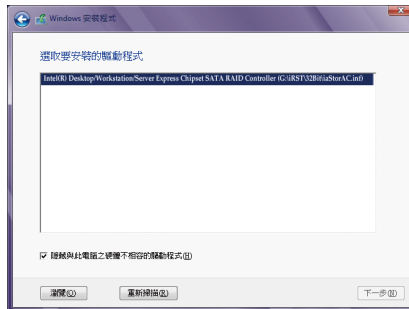 Windows 安裝程式
選取要安裝的驅動程式
Intel(R) Desktop/Workstation/Server Express Chipset SATA RAID Controller (G:\iRST\32Bit\iaStorAC.inf)
隱藏與此電腦之硬體不相容的驅動程式(H)
瀏覽(O) 重新掃描(R) 下一步(N)